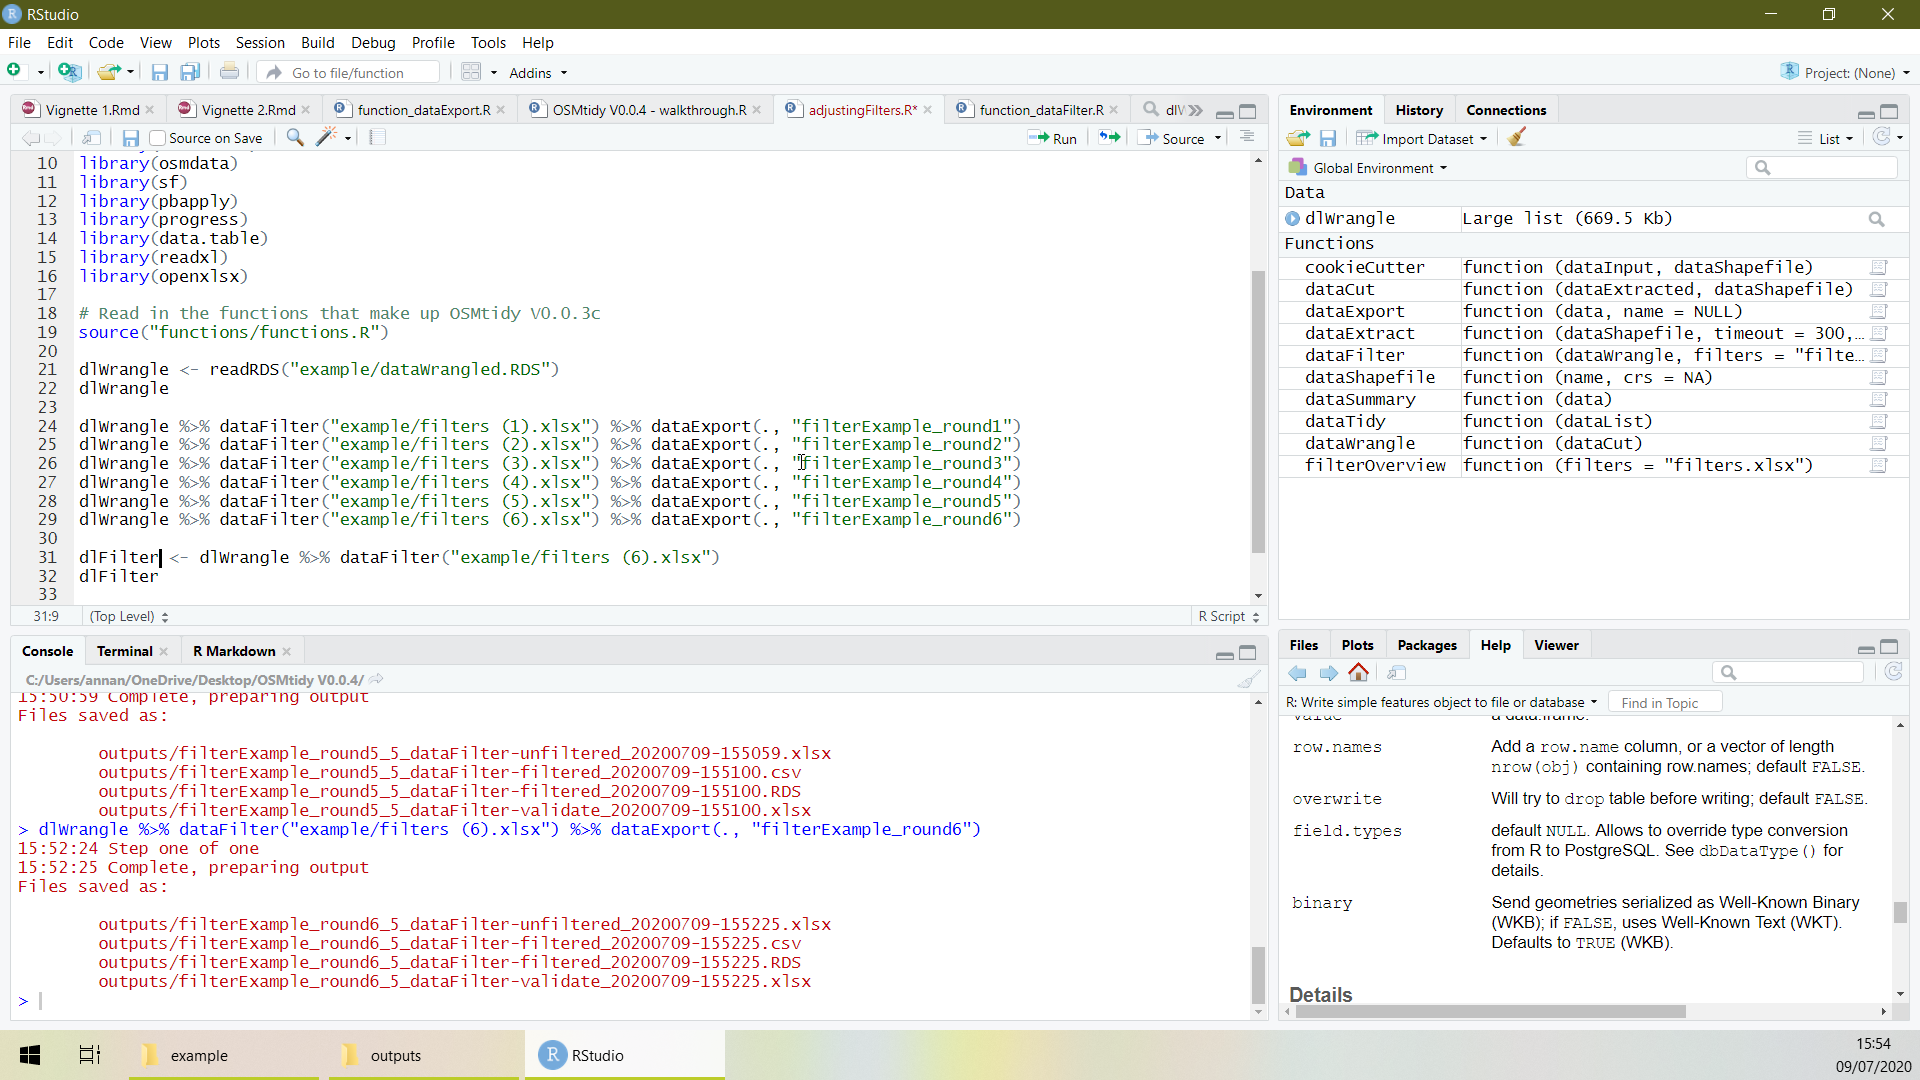 RStudio
File Edit Code View Plots Session Build Debug Profile Tools Help
Go to file/function Addins Project: (None)
Vignette 1.Rmd Vignette 2.Rmd function_dataExport.R OSMtidy V0.0.4 - walkthrough.R adjustingFilters.R* function_dataFilter.R
Source on Save Run Source
10 library(osmdata)
11 library(sf)
12 library(pbapply)
13 library(progress)
14 library(data.table)
15 library(readxl)
16 library(openxlsx)
17
18 # Read in the functions that make up OSMtidy V0.0.3c
19 source("functions/functions.R")
20
21 dlWrangle <- readRDS("example/dataWrangled.RDS")
22 dlWrangle
23
24 dlWrangle %>% dataFilter("example/filters (1).xlsx") %>% dataExport(., "filterExample_round1")
25 dlWrangle %>% dataFilter("example/filters (2).xlsx") %>% dataExport(., "filterExample_round2")
26 dlWrangle %>% dataFilter("example/filters (3).xlsx") %>% dataExport(., "filterExample_round3")
27 dlWrangle %>% dataFilter("example/filters (4).xlsx") %>% dataExport(., "filterExample_round4")
28 dlWrangle %>% dataFilter("example/filters (5).xlsx") %>% dataExport(., "filterExample_round5")
29 dlWrangle %>% dataFilter("example/filters (6).xlsx") %>% dataExport(., "filterExample_round6")
30
31 dlFilter <- dlWrangle %>% dataFilter("example/filters (6).xlsx")
32 dlFilter
33
31:9 (Top Level) R Script
Console Terminal R Markdown
C:/Users/annan/OneDrive/Desktop/OSMtidy V0.0.4/
15:50:59 Complete, preparing output
Files saved as:
outputs/filterExample_round5_5_dataFilter-unfiltered_20200709-155059.xlsx
outputs/filterExample_round5_5_dataFilter-filtered_20200709-155100.csv
outputs/filterExample_round5_5_dataFilter-filtered_20200709-155100.RDS
outputs/filterExample_round5_5_dataFilter-validate_20200709-155100.xlsx
> dlWrangle %>% dataFilter("example/filters (6).xlsx") %>% dataExport(., "filterExample_round6")
15:52:24 Step one of one
15:52:25 Complete, preparing output
Files saved as:
outputs/filterExample_round6_5_dataFilter-unfiltered_20200709-155225.xlsx
outputs/filterExample_round6_5_dataFilter-filtered_20200709-155225.csv
outputs/filterExample_round6_5_dataFilter-filtered_20200709-155225.RDS
outputs/filterExample_round6_5_dataFilter-validate_20200709-155225.xlsx
>
Environment History Connections
Import Dataset List
Global Environment
Data
dlWrangle Large list (669.5 Kb)
Functions
cookieCutter function (dataInput, dataShapefile)
dataCut function (dataExtracted, dataShapefile)
dataExport function (data, name = NULL)
dataExtract function (dataShapefile, timeout = 300,…
dataFilter function (dataWrangle, filters = "filte…
dataShapefile function (name, crs = NA)
dataSummary function (data)
dataTidy function (dataList)
dataWrangle function (dataCut)
filterOverview function (filters = "filters.xlsx")
Files Plots Packages Help Viewer
R: Write simple features object to file or database Find in Topic
value a data.frame.
row.names Add a row.name column, or a vector of length
nrow(obj) containing row.names; default FALSE.
overwrite Will try to drop table before writing; default FALSE.
field.types default NULL. Allows to override type conversion
from R to PostgreSQL. See dbDataType() for
details.
binary Send geometries serialized as Well-Known Binary
(WKB); if FALSE, uses Well-Known Text (WKT).
Defaults to TRUE (WKB).
Details
example outputs RStudio
15:54
09/07/2020